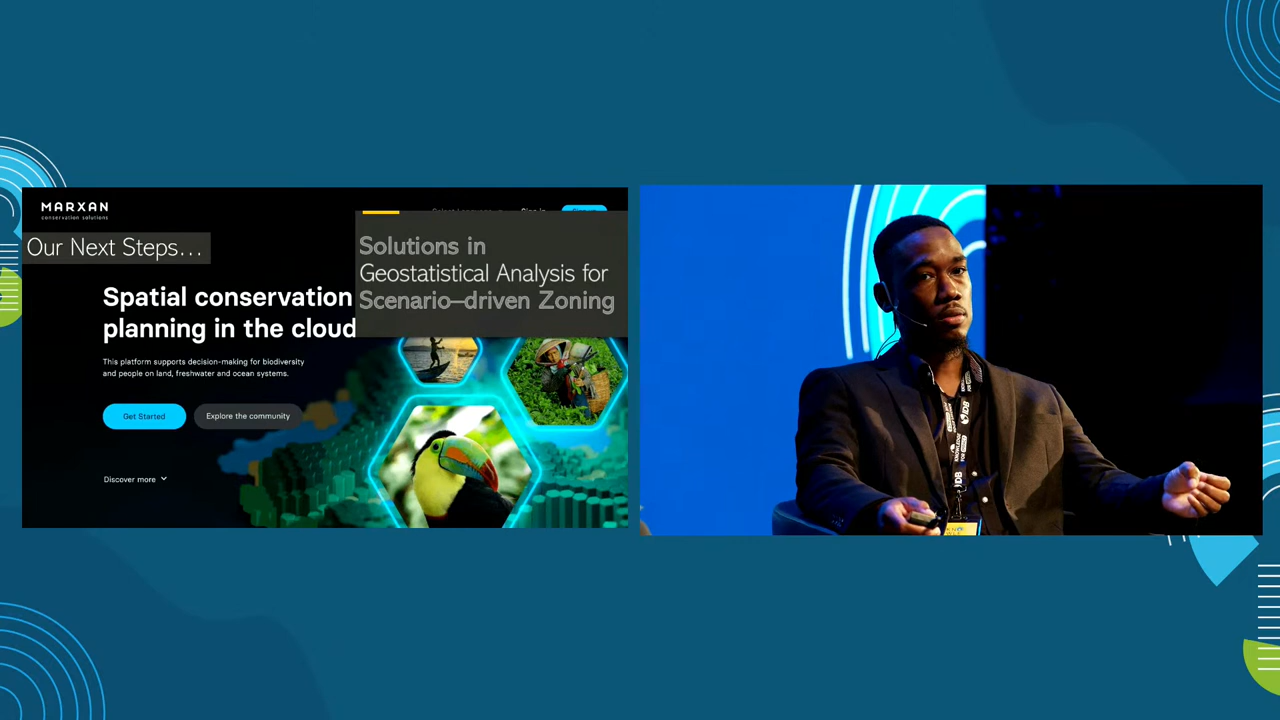 MARXAN
conservation solutions
Our Next Steps...
Solutions in
Geostatistical Analysis for
Scenario–driven Zoning
Spatial conservation
planning in the cloud
This platform supports decision-making for biodiversity
and people on land, freshwater and ocean systems.
Get Started
Explore the community
Discover more
IDB
IDB